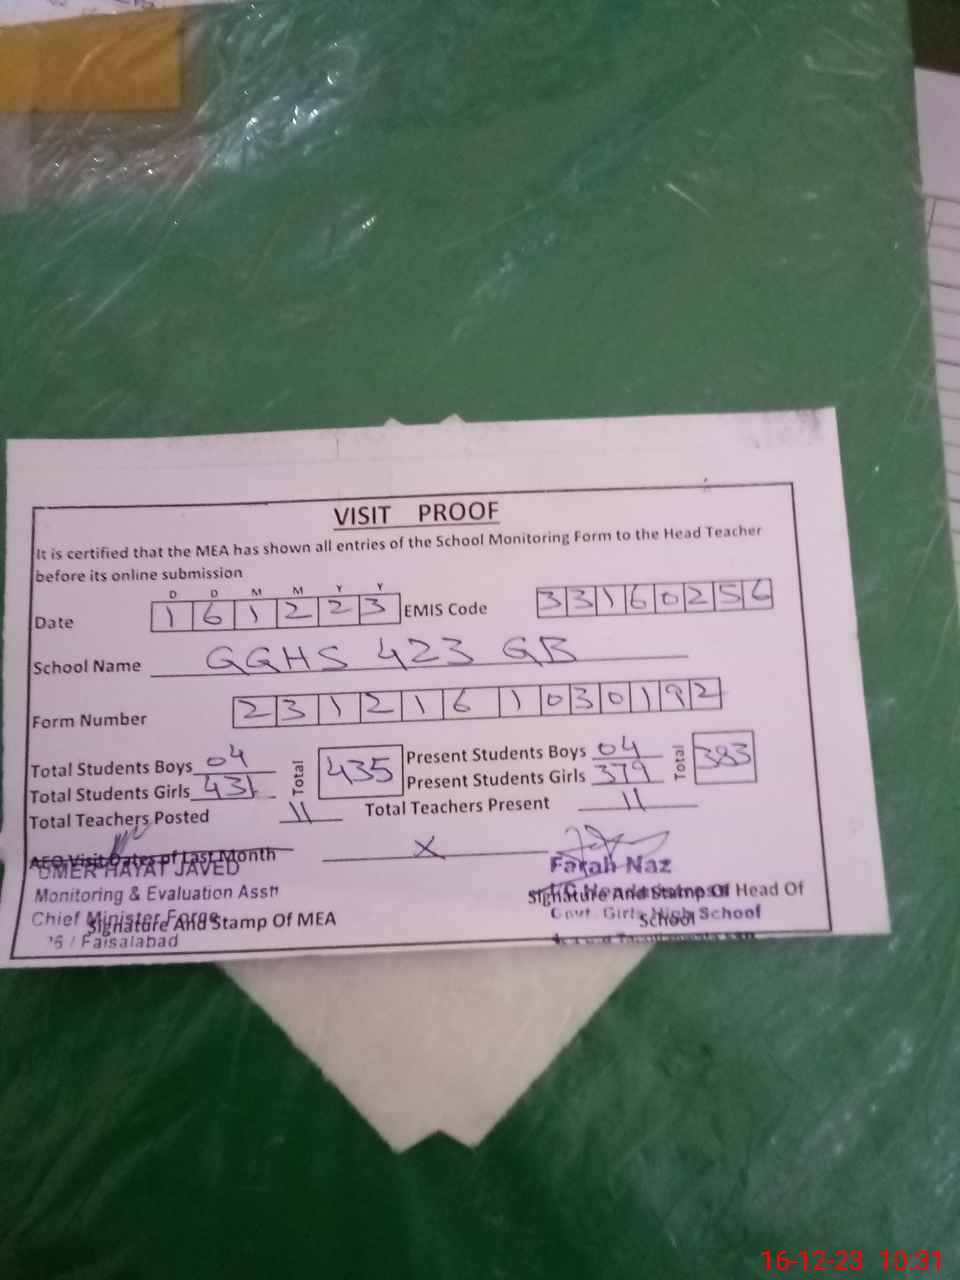 VISIT PROOF
It is certified that the MEA has shown all entries of the School Monitoring Form to the Head Teacher
before its online submission
D D M M Y Y
Date 1 6 1 2 2 3 EMIS Code 3 3 1 6 0 2 5 6
School Name GGHS 423 GB
Form Number 2 3 1 2 1 6 1 0 3 0 1 9 2
Total Students Boys 04 Total 435 Present Students Boys 04 Total 383
Total Students Girls 431 Present Students Girls 379
Total Teachers Posted 11 Total Teachers Present 11
AEO Visit Dates of Last Month X
UMER HAYAT JAVED
Monitoring & Evaluation Asstt
Chief Minister Force
Signature And Stamp Of MEA
/ Faisalabad
Farah Naz
Signature And Stamp Of Head Of
School
Govt. Girls High School
16-12-23 10:31